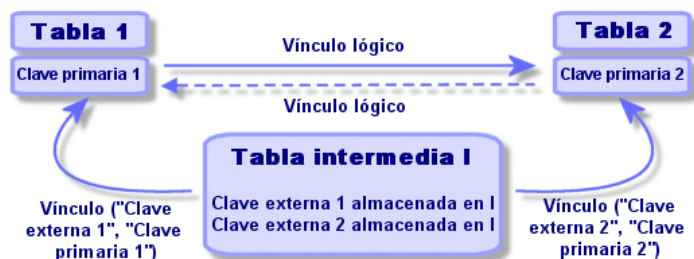 Tabla 1
Clave primaria 1
Vínculo lógico
Vínculo lógico
Tabla 2
Clave primaria 2
Tabla intermedia I
Clave externa 1 almacenada en I
Clave externa 2 almacenada en I
Vínculo ("Clave
externa 1", "Clave
primaria 1")
Vínculo ("Clave
externa 2", "Clave
primaria 2")